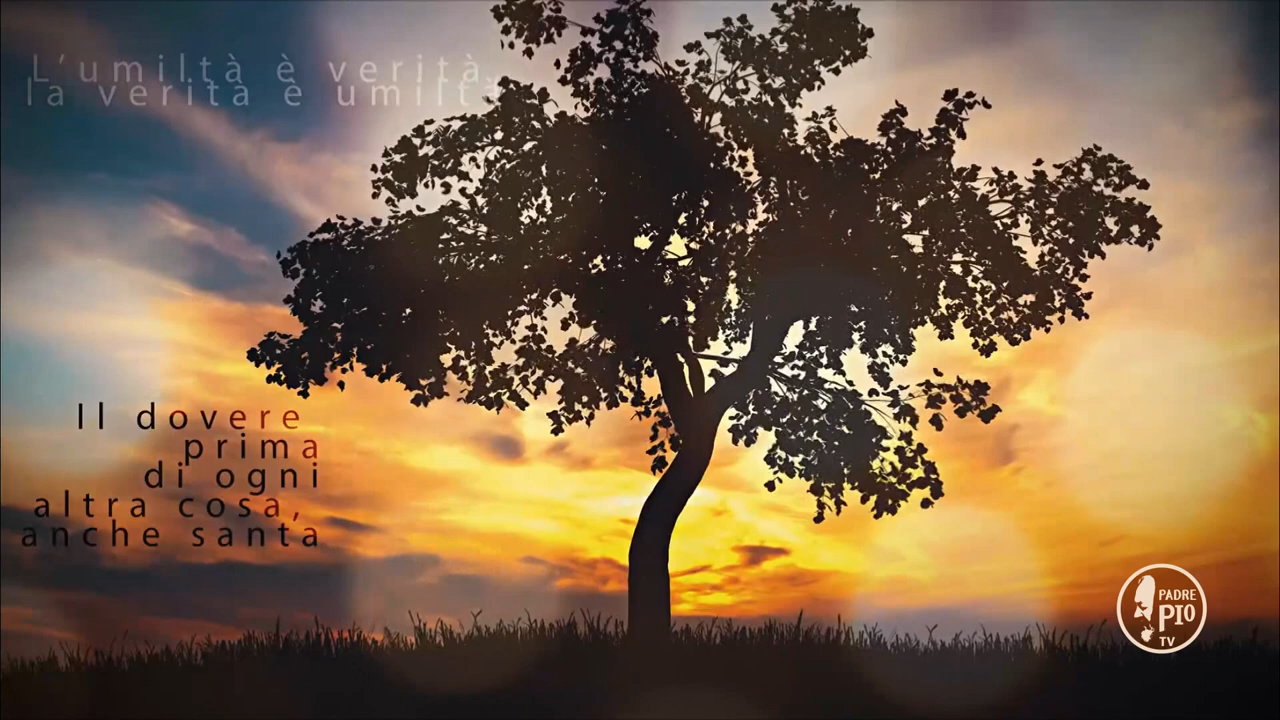 L'umiltà è verità,
la verità è umiltà
Il dovere
prima
di ogni
altra cosa,
anche santa
PADRE
PIO
TV